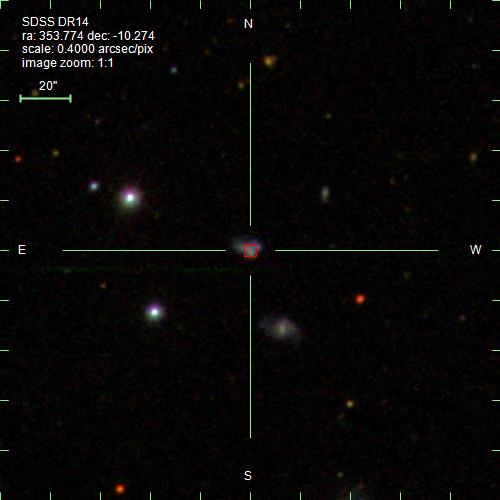 SDSS DR14
ra: 353.774 dec: -10.274
scale: 0.4000 arcsec/pix
image zoom: 1:1
20"
N
E
W
S